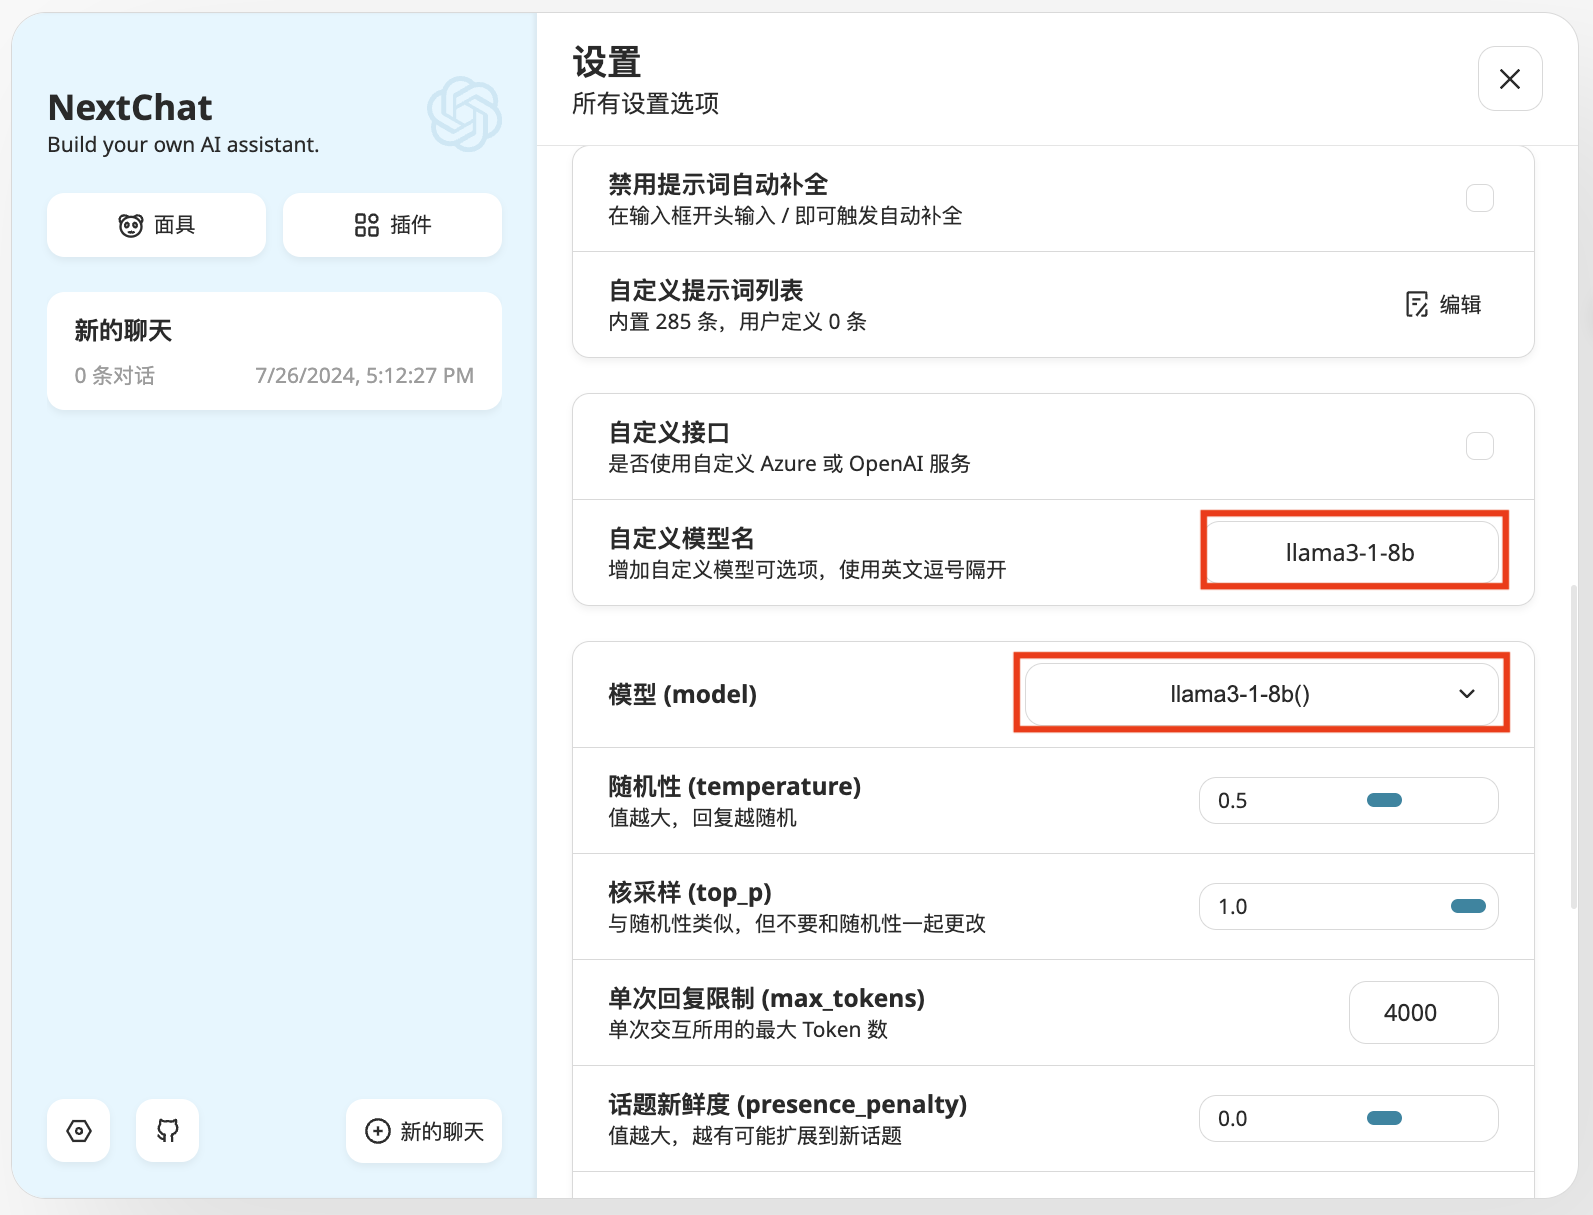 NextChat
Build your own AI assistant.
面具
插件
新的聊天
0 条对话
7/26/2024, 5:12:27 PM
新的聊天
设置
所有设置选项
禁用提示词自动补全
在输入框开头输入 / 即可触发自动补全
自定义提示词列表
内置 285 条，用户定义 0 条
编辑
自定义接口
是否使用自定义 Azure 或 OpenAI 服务
自定义模型名
增加自定义模型可选项，使用英文逗号隔开
llama3-1-8b
模型 (model)
llama3-1-8b()
随机性 (temperature)
值越大，回复越随机
0.5
核采样 (top_p)
与随机性类似，但不要和随机性一起更改
1.0
单次回复限制 (max_tokens)
单次交互所用的最大 Token 数
4000
话题新鲜度 (presence_penalty)
值越大，越有可能扩展到新话题
0.0